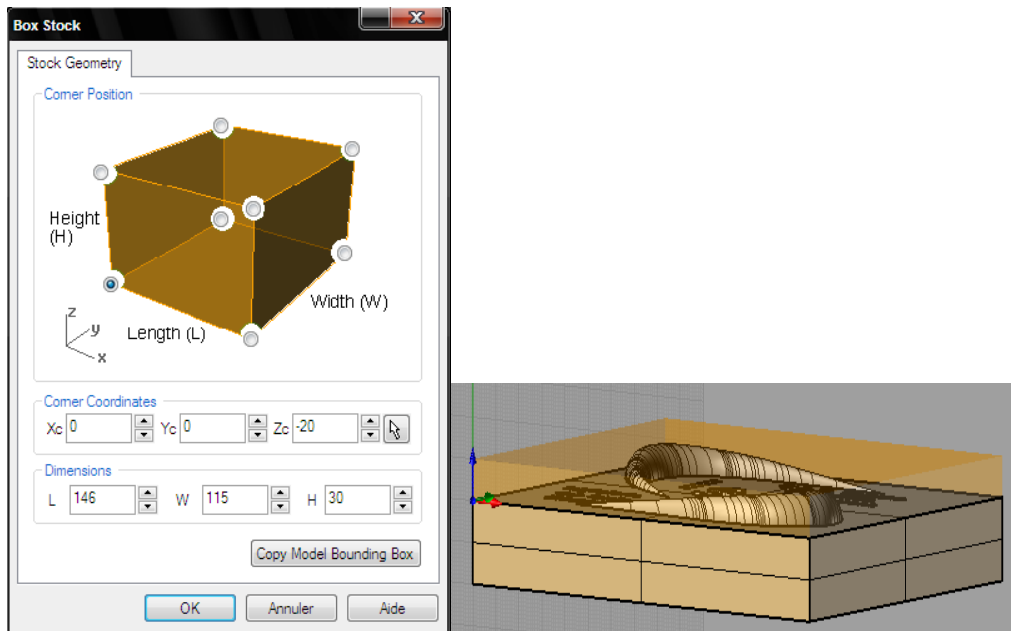 Box Stock
Stock Geometry
Corner Position
Height
(H)
Width (W)
Length (L)
z
y
x
Corner Coordinates
Xc 0 Yc 0 Zc -20
Dimensions
L 146 W 115 H 30
Copy Model Bounding Box
OK Annuler Aide